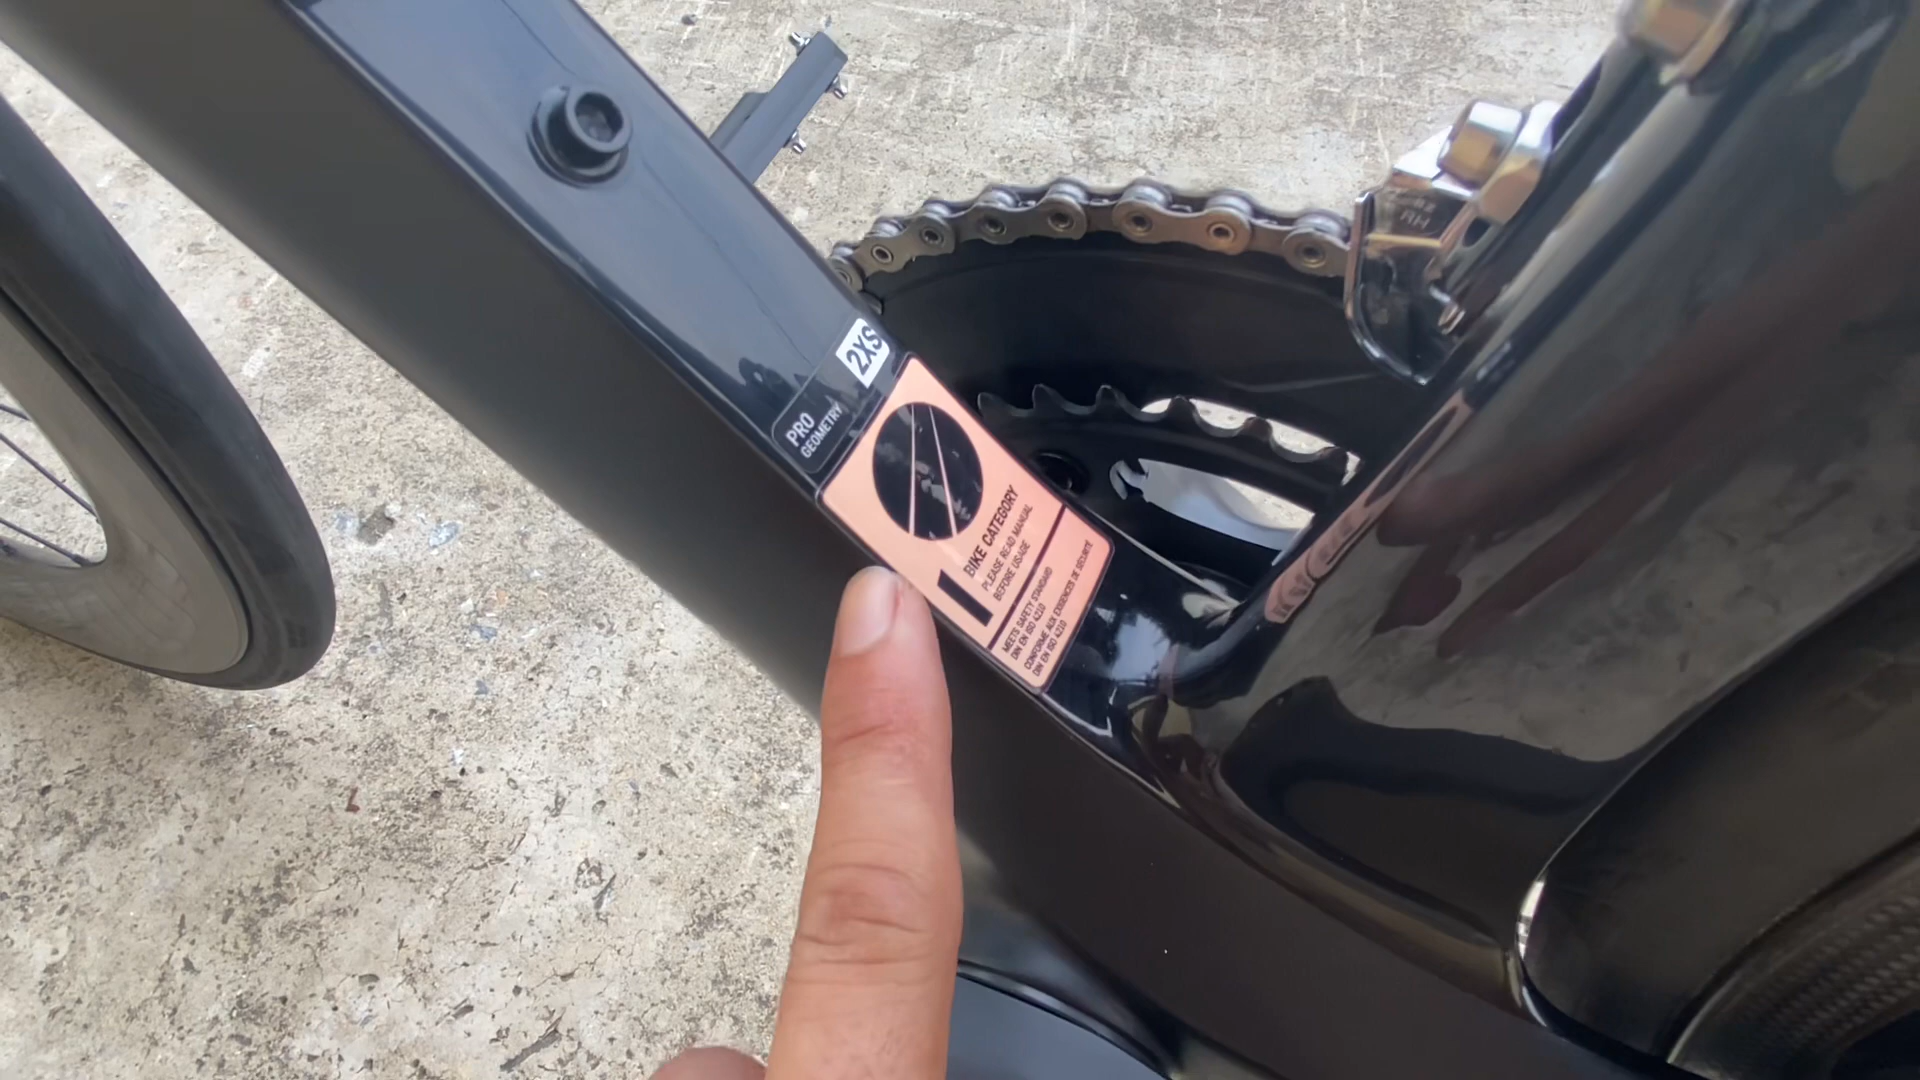 2XS
PRO
GEOMETRY
1
BIKE CATEGORY
PLEASE READ MANUAL
BEFORE USAGE
MEETS SAFETY STANDARD
DIN EN ISO 4210
CONFORME AUX EXIGENCES DE SÉCURITÉ
DIN EN ISO 4210